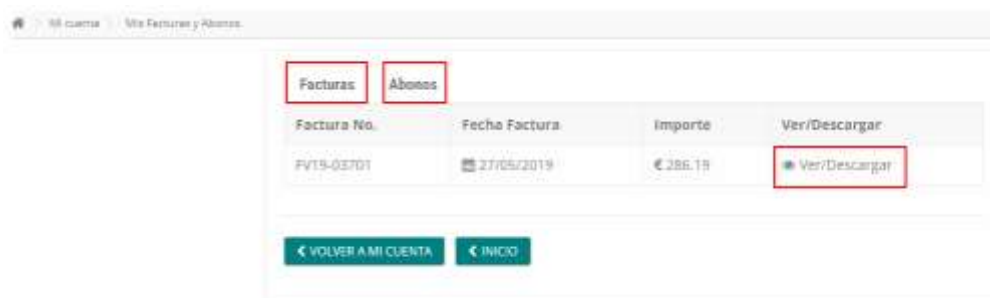 Mi cuenta Mis Facturas y Abonos
Facturas Abonos
Factura No. Fecha Factura Importe Ver/Descargar
FV19-03701 27/05/2019 € 286.19 Ver/Descargar
VOLVER A MI CUENTA INICIO